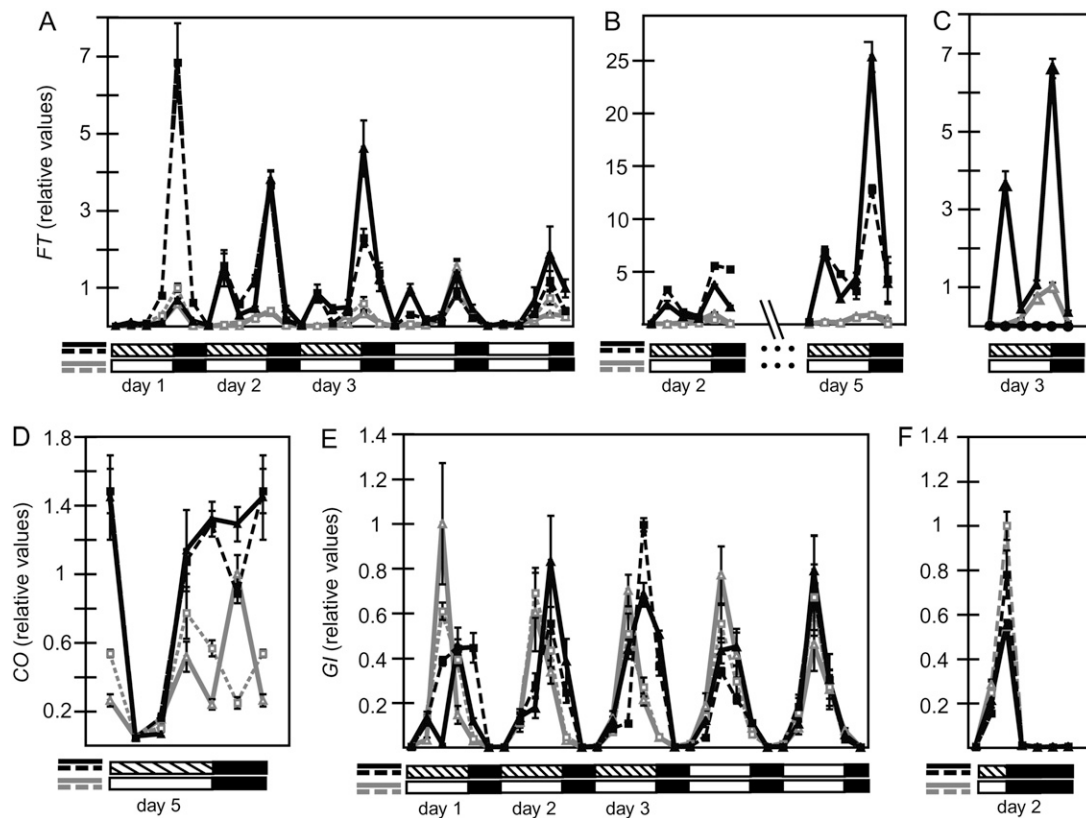 A
B
C
FT (relative values)
7
5
3
1
25
20
15
10
5
7
5
3
1
day 1 day 2 day 3
day 2 day 5
day 3
D
E
F
CO (relative values)
1.8
1.4
1
0.6
0.2
GI (relative values)
1.4
1.2
1
0.8
0.6
0.4
0.2
1.4
1.2
1
0.8
0.6
0.4
0.2
day 5
day 1 day 2 day 3
day 2